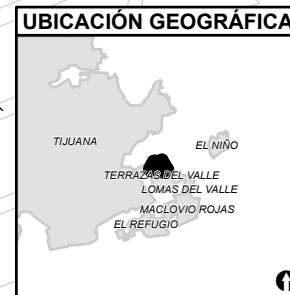 UBICACIÓN GEOGRÁFICA
TIJUANA
EL NIÑO
TERRAZAS DEL VALLE
LOMAS DEL VALLE
MACLOVIO ROJAS
EL REFUGIO